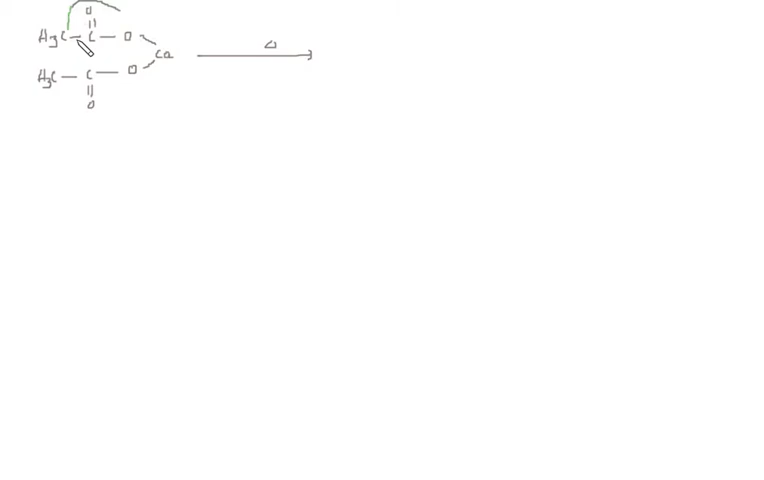 O
||
H3C — C — O
Ca
Δ
H3C — C — O
||
O